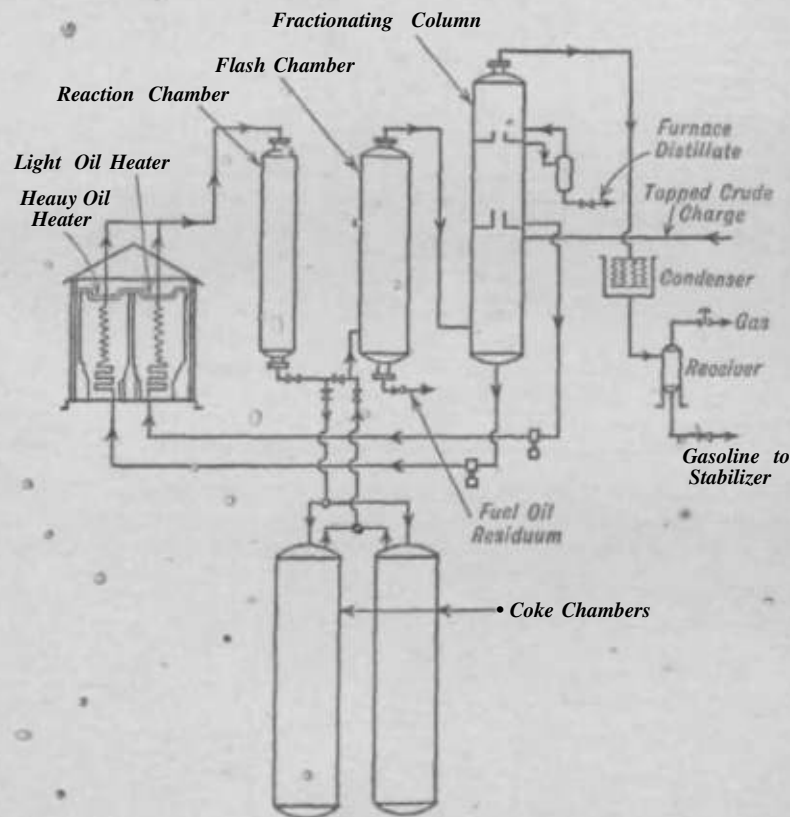 Fractionating Column
Flash Chamber
Reaction Chamber
Light Oil Heater
Heauy Oil
Heater
Furnace
Distillate
Topped Crude
Charge
Condenser
Gas
Receiver
Gasoline to
Stabilizer
Fuel Oil
Residuum
• Coke Chambers